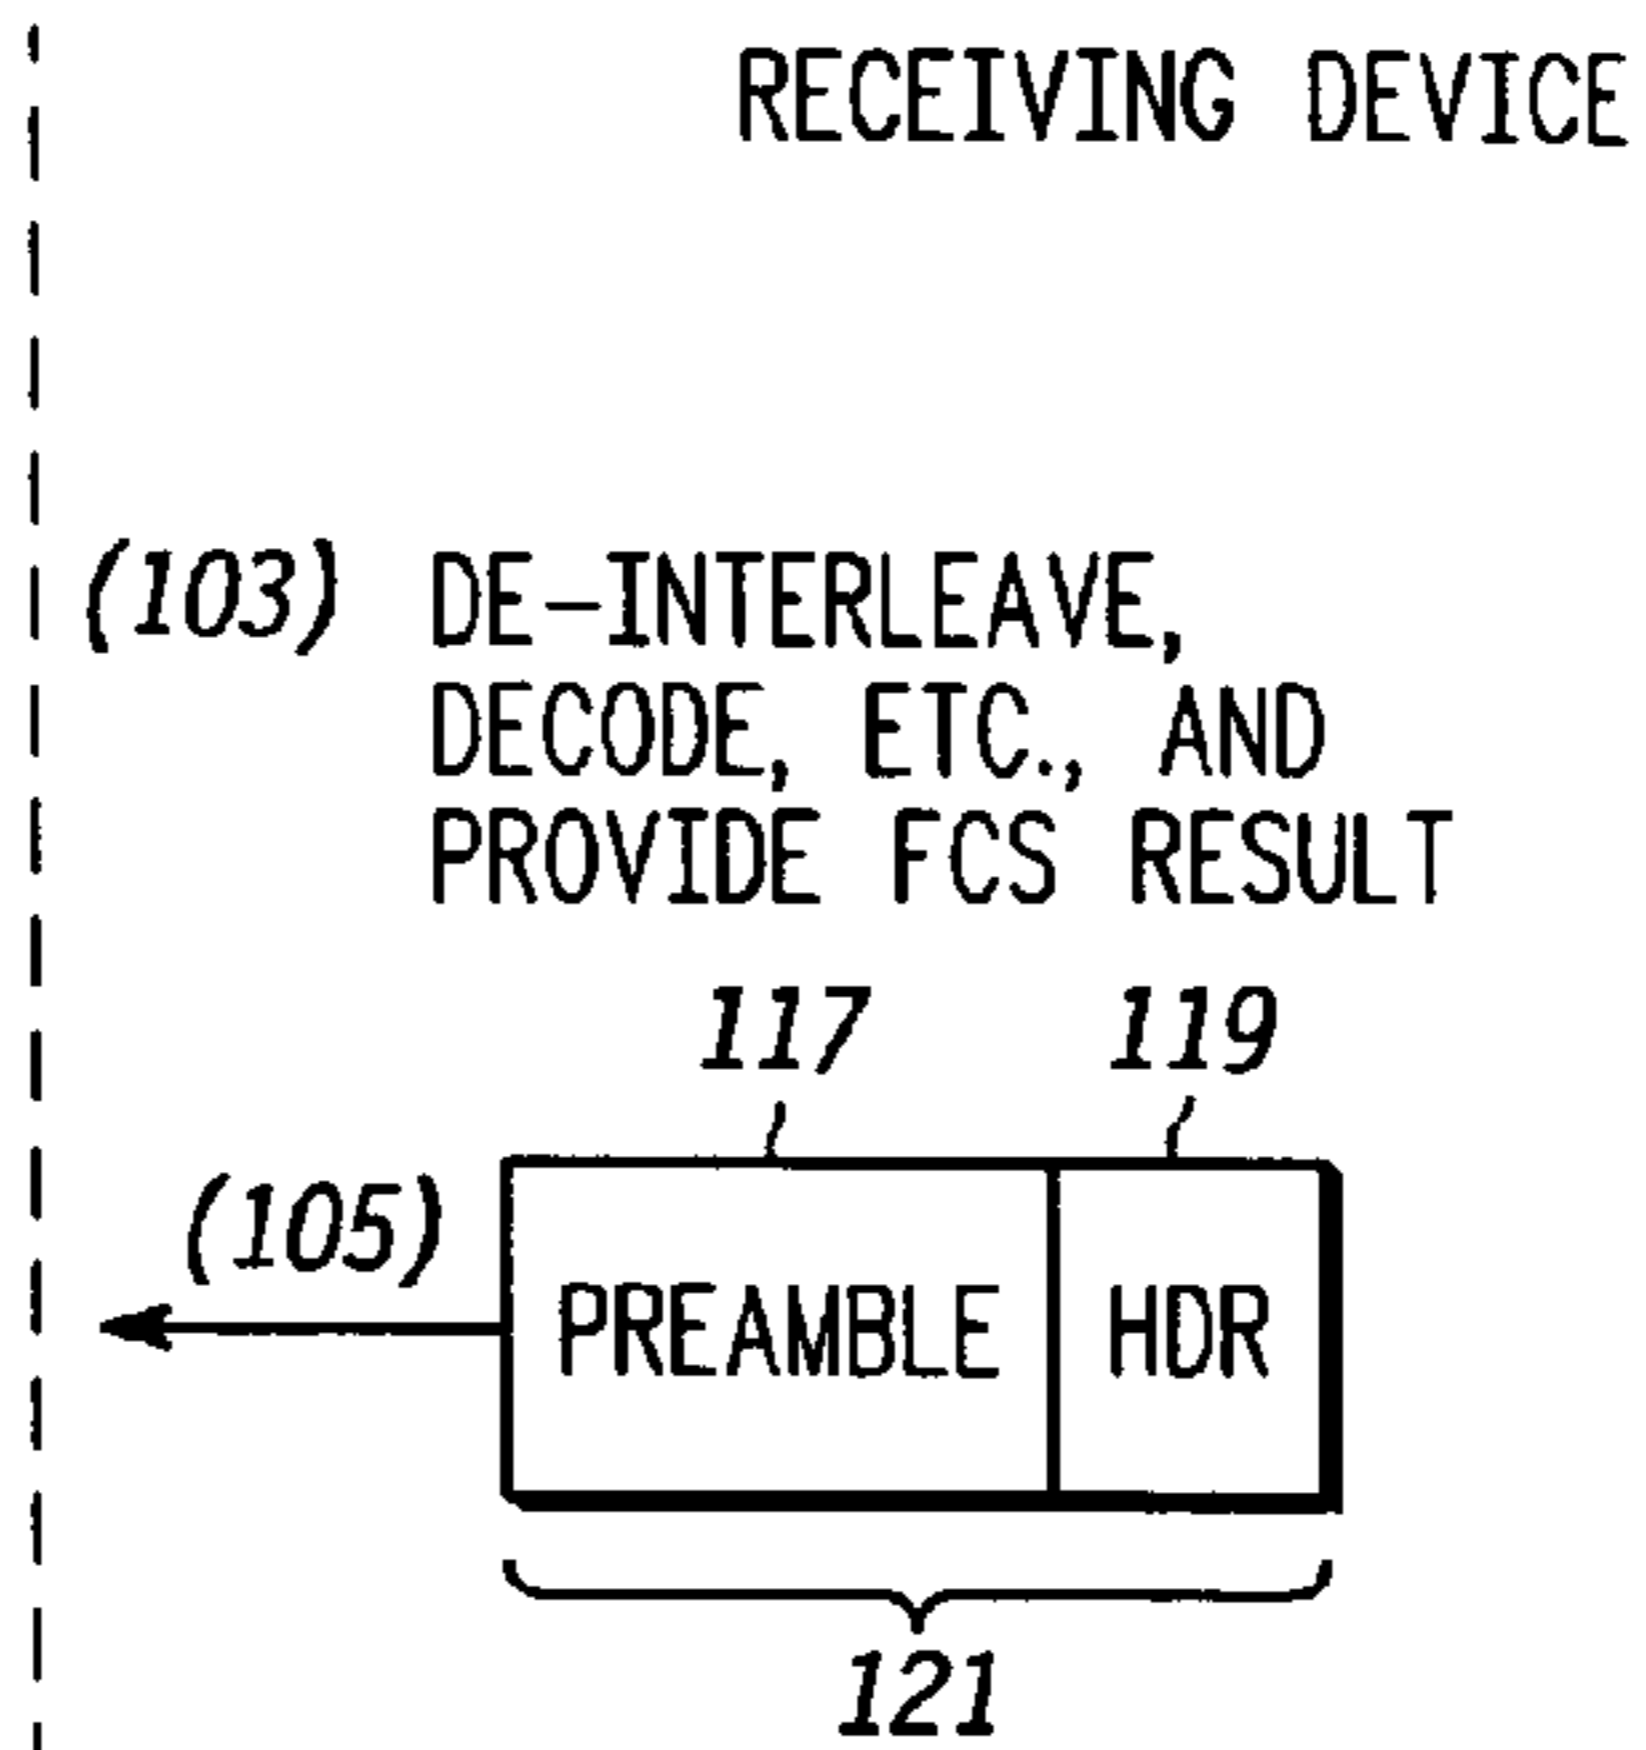 RECEIVING DEVICE
(103) DE-INTERLEAVE,
DECODE, ETC., AND
PROVIDE FCS RESULT
117 119
(105)
PREAMBLE HDR
121